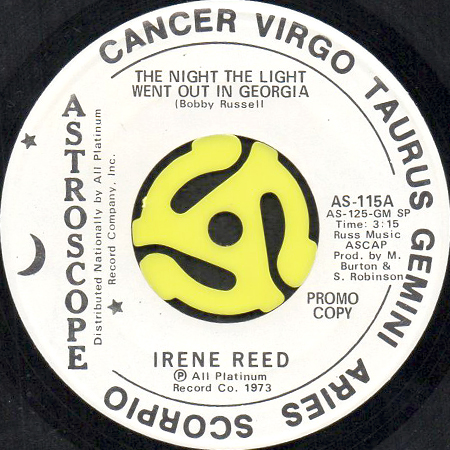 CANCER VIRGO TAURUS GEMINI ARIES SCORPIO
THE NIGHT THE LIGHT
WENT OUT IN GEORGIA
(Bobby Russell)
ASTROSCOPE
Distributed Nationally by All Platinum
Record Company, Inc.
AS-115A
AS-125-GM SP
Time: 3:15
Russ Music
ASCAP
Prod. by M.
Burton &
S. Robinson
PROMO
COPY
IRENE REED
Ⓟ All Platinum
Record Co. 1973